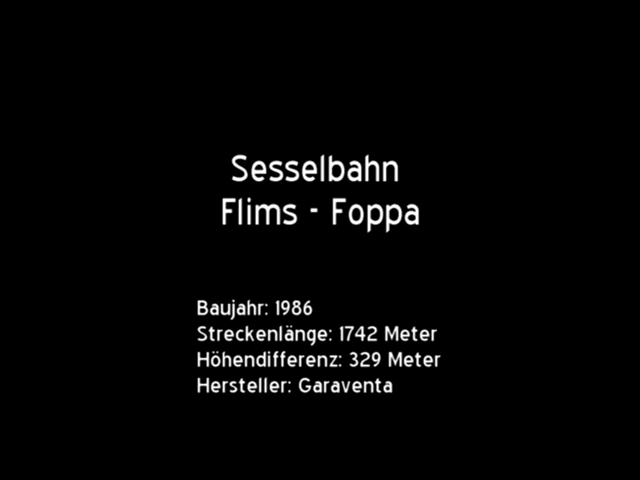 Sesselbahn
Flims - Foppa
Baujahr: 1986
Streckenlänge: 1742 Meter
Höhendifferenz: 329 Meter
Hersteller: Garaventa